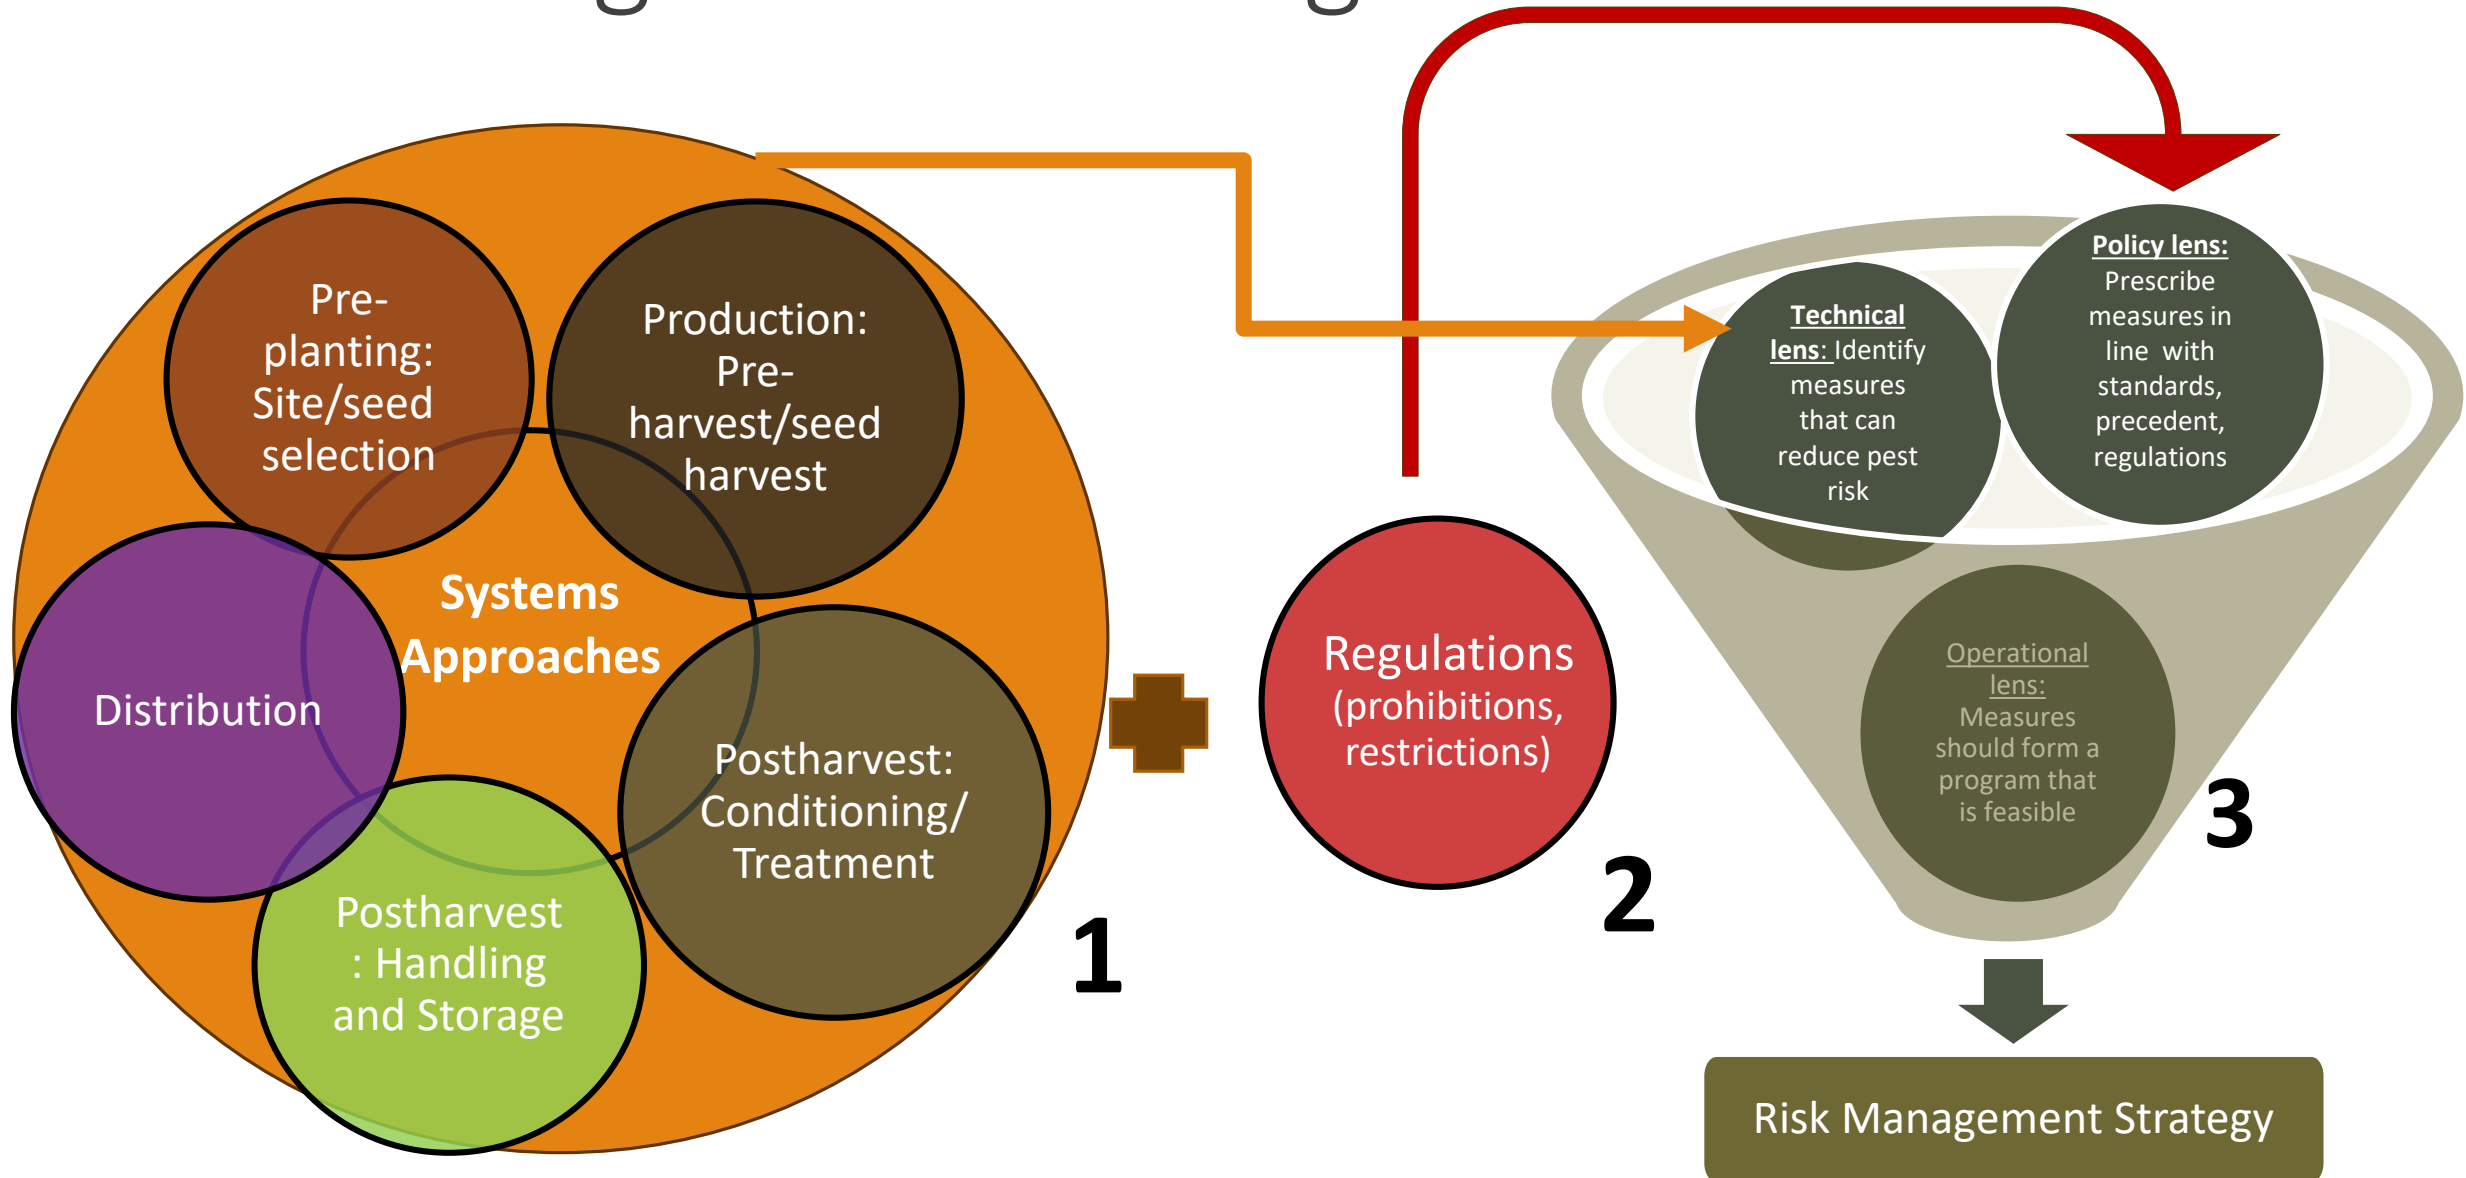 Pre-
planting:
Site/seed
selection
Production:
Pre-
harvest/seed
harvest
Systems
Approaches
Distribution
Postharvest:
Conditioning/
Treatment
Postharvest
: Handling
and Storage
1
Regulations
(prohibitions,
restrictions)
2
Technical
lens: Identify
measures
that can
reduce pest
risk
Policy lens:
Prescribe
measures in
line with
standards,
precedent,
regulations
Operational
lens:
Measures
should form a
program that
is feasible
3
Risk Management Strategy